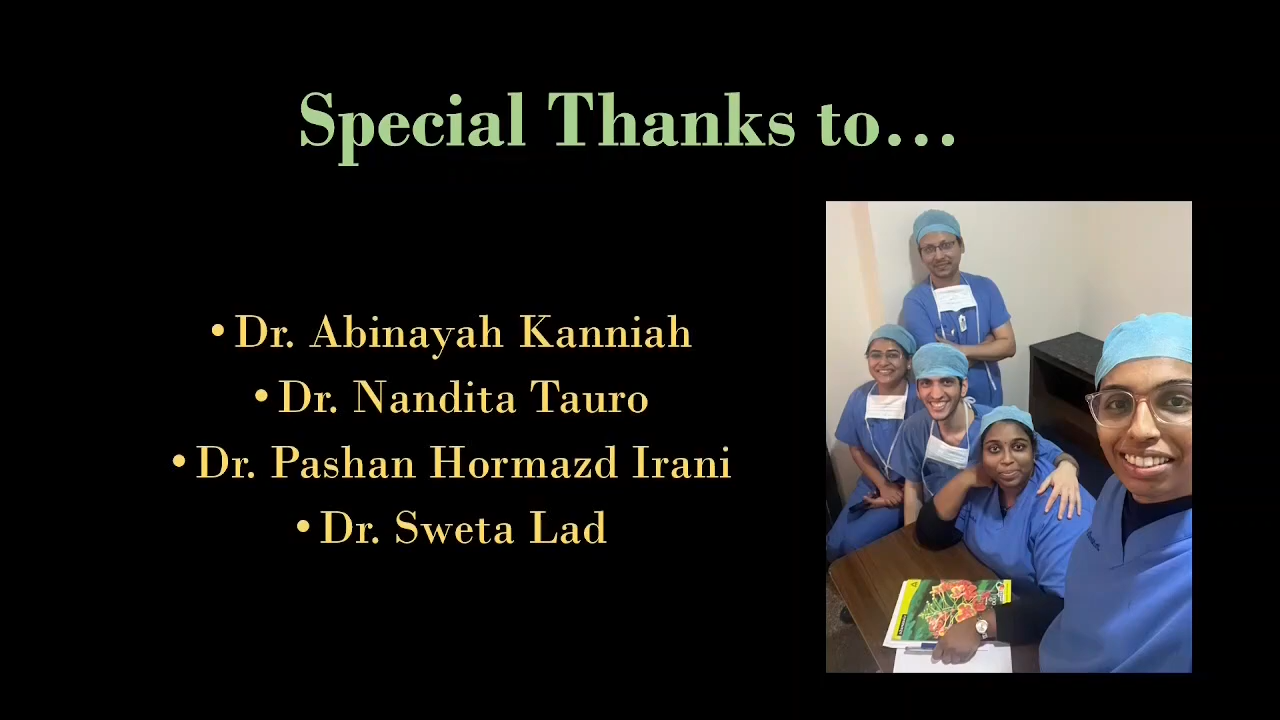 Special Thanks to...
• Dr. Abinayah Kanniah
• Dr. Nandita Tauro
• Dr. Pashan Hormazd Irani
• Dr. Sweta Lad